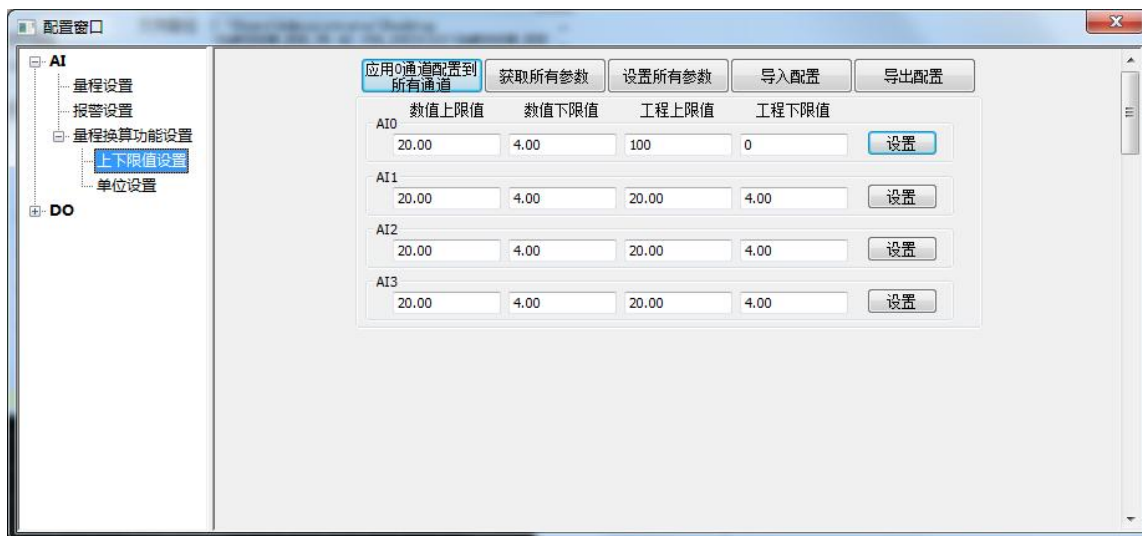 配置窗口
AI
量程设置
报警设置
量程换算功能设置
上下限值设置
单位设置
DO
应用0通道配置到
所有通道
获取所有参数
设置所有参数
导入配置
导出配置
数值上限值 数值下限值 工程上限值 工程下限值
AI0
20.00 4.00 100 0 设置
AI1
20.00 4.00 20.00 4.00 设置
AI2
20.00 4.00 20.00 4.00 设置
AI3
20.00 4.00 20.00 4.00 设置